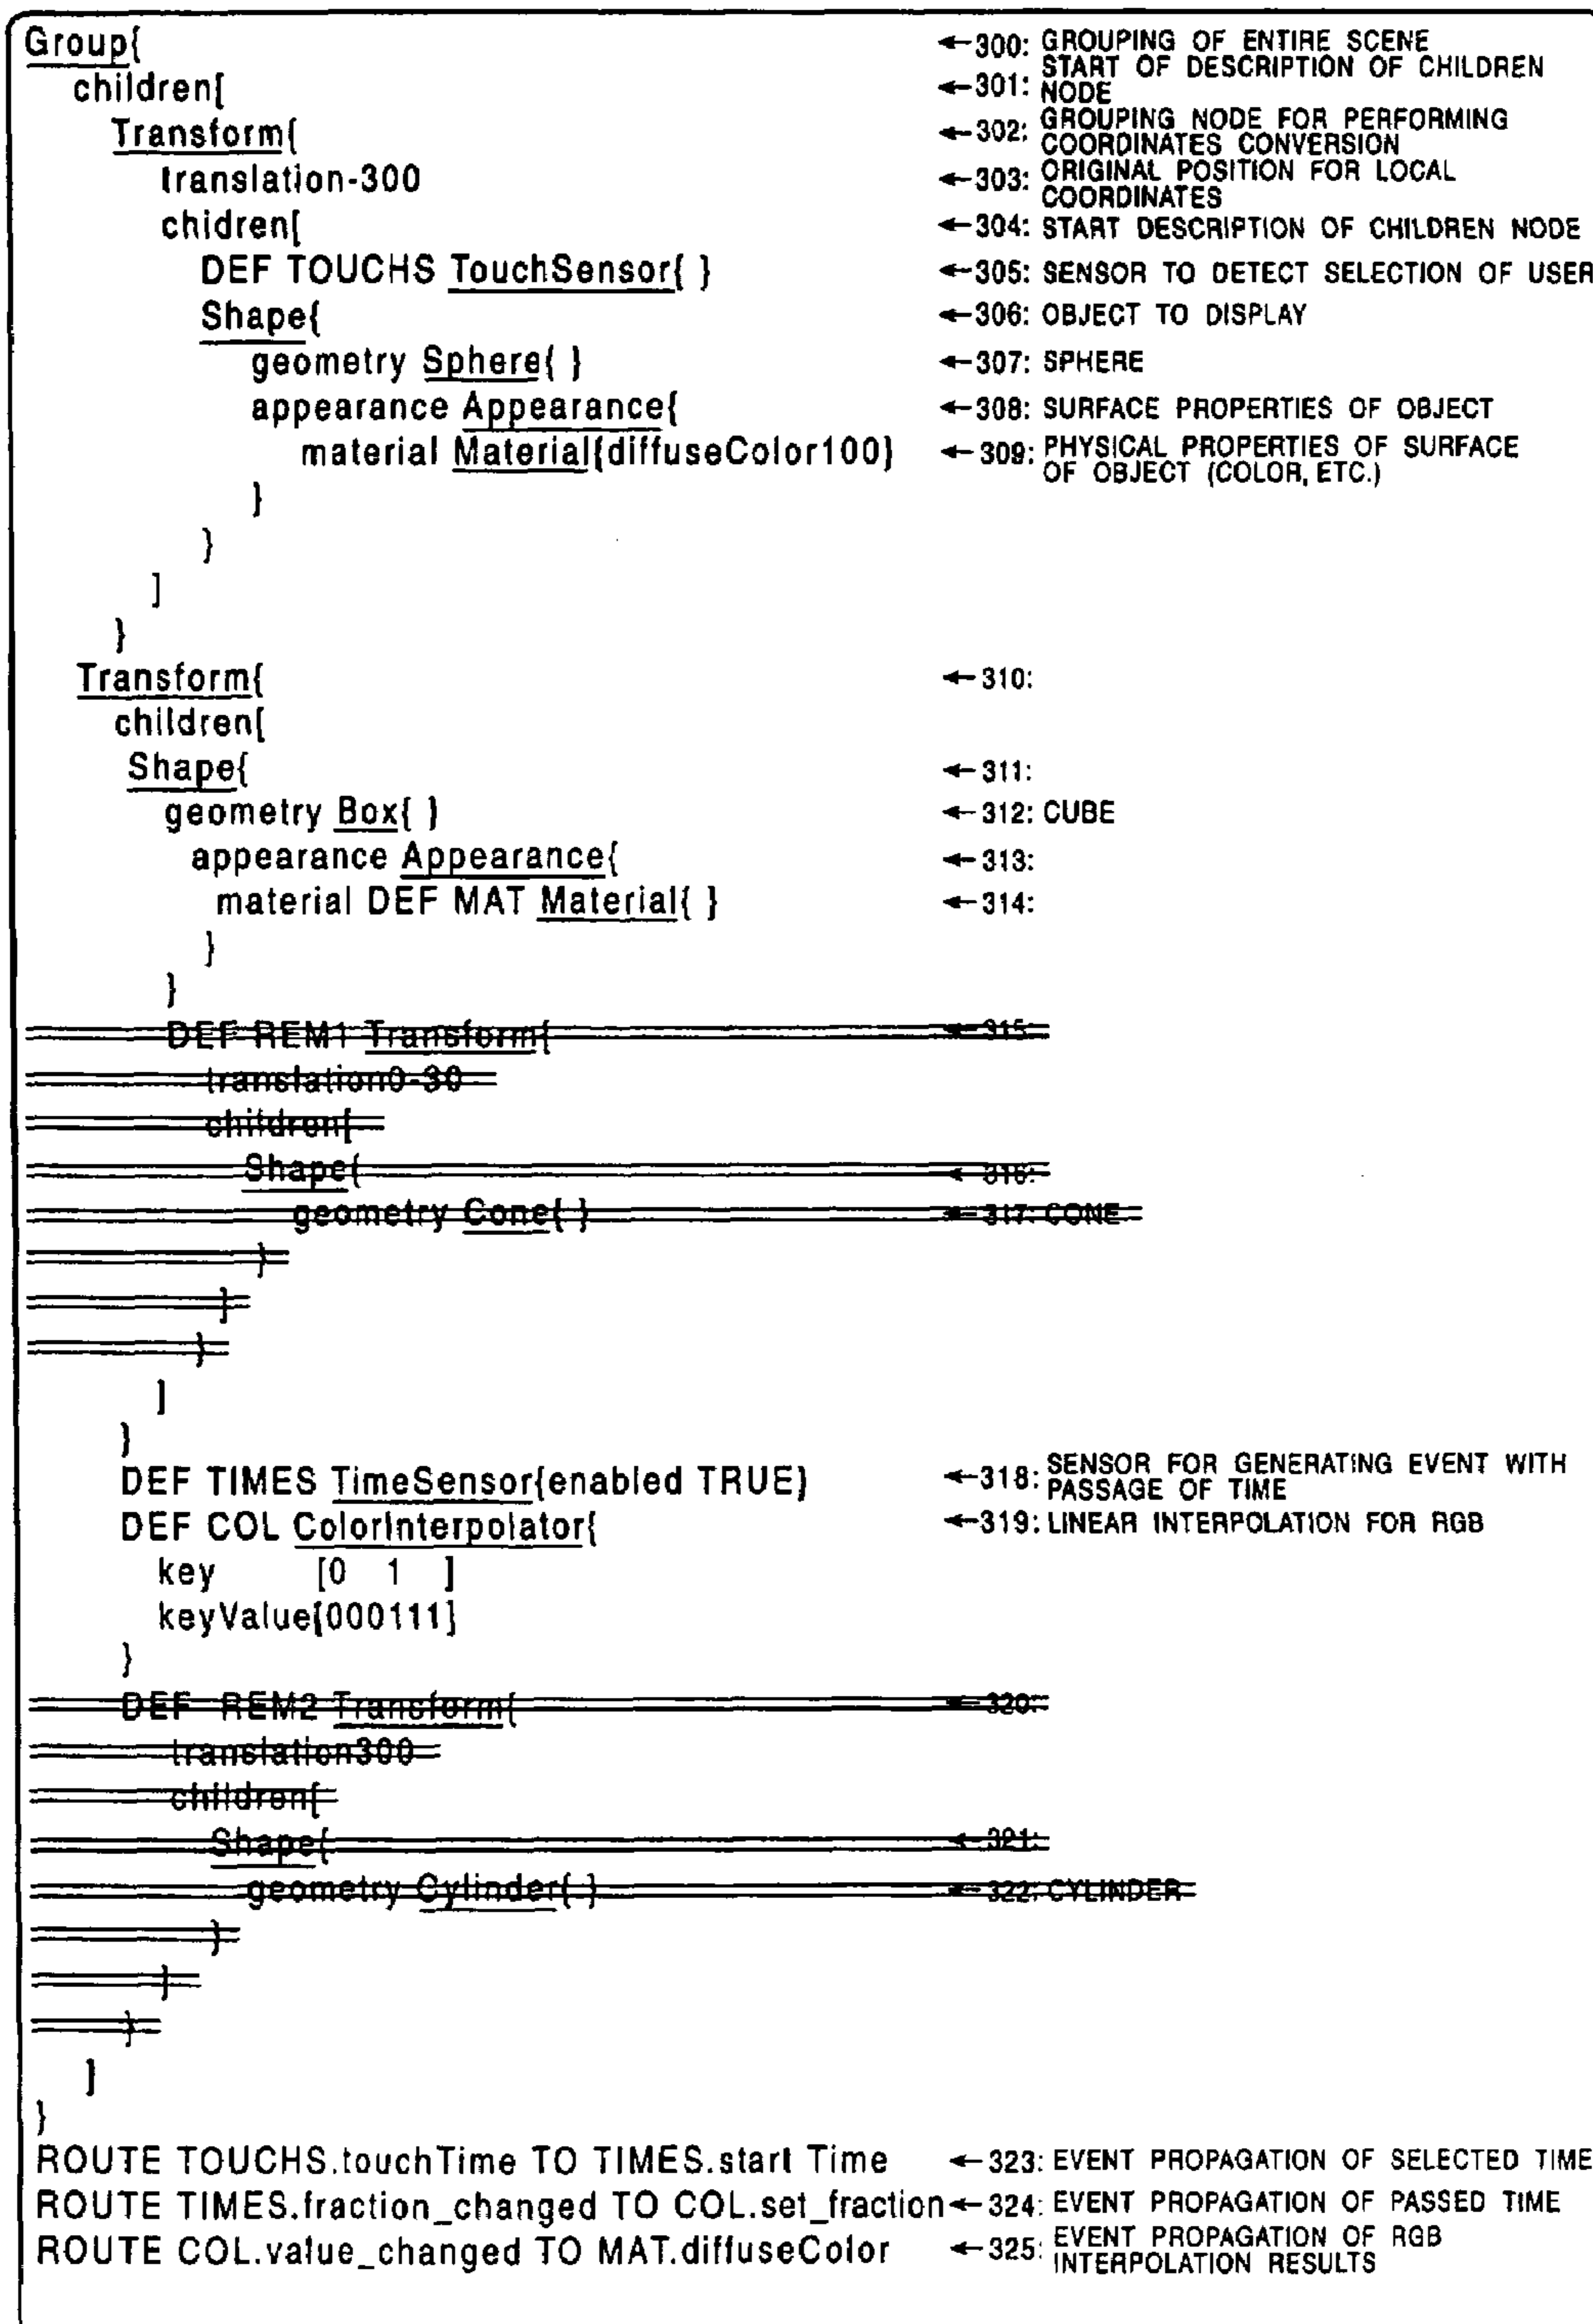 Group{ ←300: GROUPING OF ENTIRE SCENE
children[ ←301: START OF DESCRIPTION OF CHILDREN
NODE
Transform{ ←302: GROUPING NODE FOR PERFORMING
COORDINATES CONVERSION
translation-300 ←303: ORIGINAL POSITION FOR LOCAL
COORDINATES
chidren[ ←304: START DESCRIPTION OF CHILDREN NODE
DEF TOUCHS TouchSensor{ } ←305: SENSOR TO DETECT SELECTION OF USER
Shape{ ←306: OBJECT TO DISPLAY
geometry Sphere{ } ←307: SPHERE
appearance Appearance{ ←308: SURFACE PROPERTIES OF OBJECT
material Material{diffuseColor100} ←309: PHYSICAL PROPERTIES OF SURFACE
OF OBJECT (COLOR, ETC.)
}
}
]
}
Transform{ ←310:
children[
Shape{ ←311:
geometry Box{ } ←312: CUBE
appearance Appearance{ ←313:
material DEF MAT Material{ } ←314:
}
}
DEF REM1 Transform{ ←315:
translation0-30
children[
Shape{ ←316:
geometry Cone{ } ←317: CONE
}
]
}
]
}
DEF TIMES TimeSensor{enabled TRUE} ←318: SENSOR FOR GENERATING EVENT WITH
PASSAGE OF TIME
DEF COL ColorInterpolator{ ←319: LINEAR INTERPOLATION FOR RGB
key [0 1 ]
keyValue[000111]
}
DEF REM2 Transform{ ←320:
translation300
children[
Shape{ ←321:
geometry Cylinder{ } ←322: CYLINDER
}
]
}
]
}
ROUTE TOUCHS.touchTime TO TIMES.start Time ←323: EVENT PROPAGATION OF SELECTED TIME
ROUTE TIMES.fraction_changed TO COL.set_fraction ←324: EVENT PROPAGATION OF PASSED TIME
ROUTE COL.value_changed TO MAT.diffuseColor ←325: EVENT PROPAGATION OF RGB
INTERPOLATION RESULTS